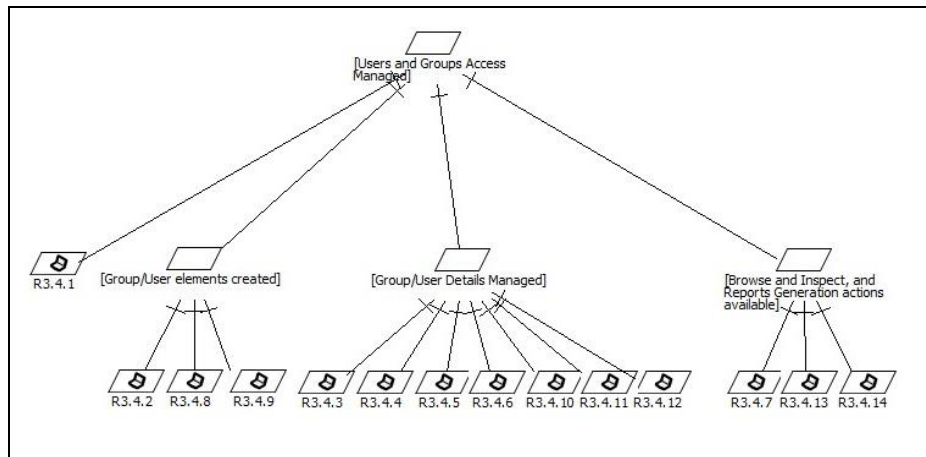 [Users and Groups Access
Managed]
R3.4.1
[Group/User elements created]
[Group/User Details Managed]
[Browse and Inspect, and
Reports Generation actions
available]
R3.4.2
R3.4.8
R3.4.9
R3.4.3
R3.4.4
R3.4.5
R3.4.6
R3.4.10
R3.4.11
R3.4.12
R3.4.7
R3.4.13
R3.4.14